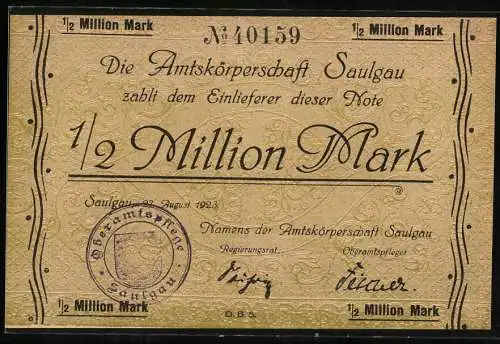 ½ Million Mark
№ 40159
½ Million Mark
Die Amtskörperschaft Saulgau
zahlt dem Einlieferer dieser Note
½ Million Mark
Saulgau, 23. August 1923.
Namens der Amtskörperschaft Saulgau
Regierungsrat.
Oberamtspfleger
Oberamtspflege
Saulgau
½ Million Mark
½ Million Mark